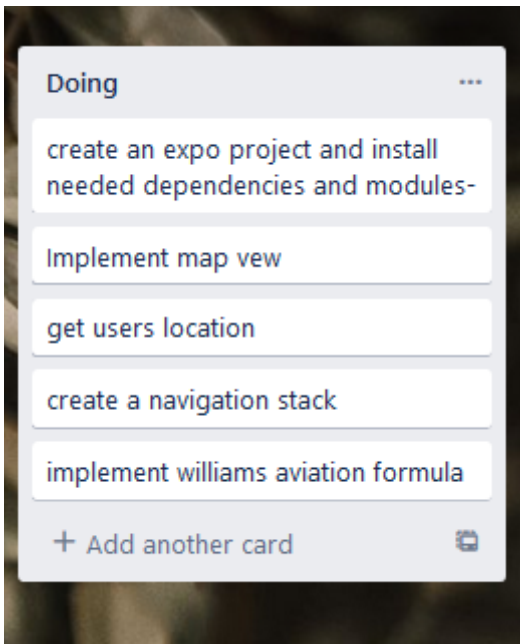 Doing
create an expo project and install
needed dependencies and modules-
Implement map vew
get users location
create a navigation stack
implement williams aviation formula
+ Add another card